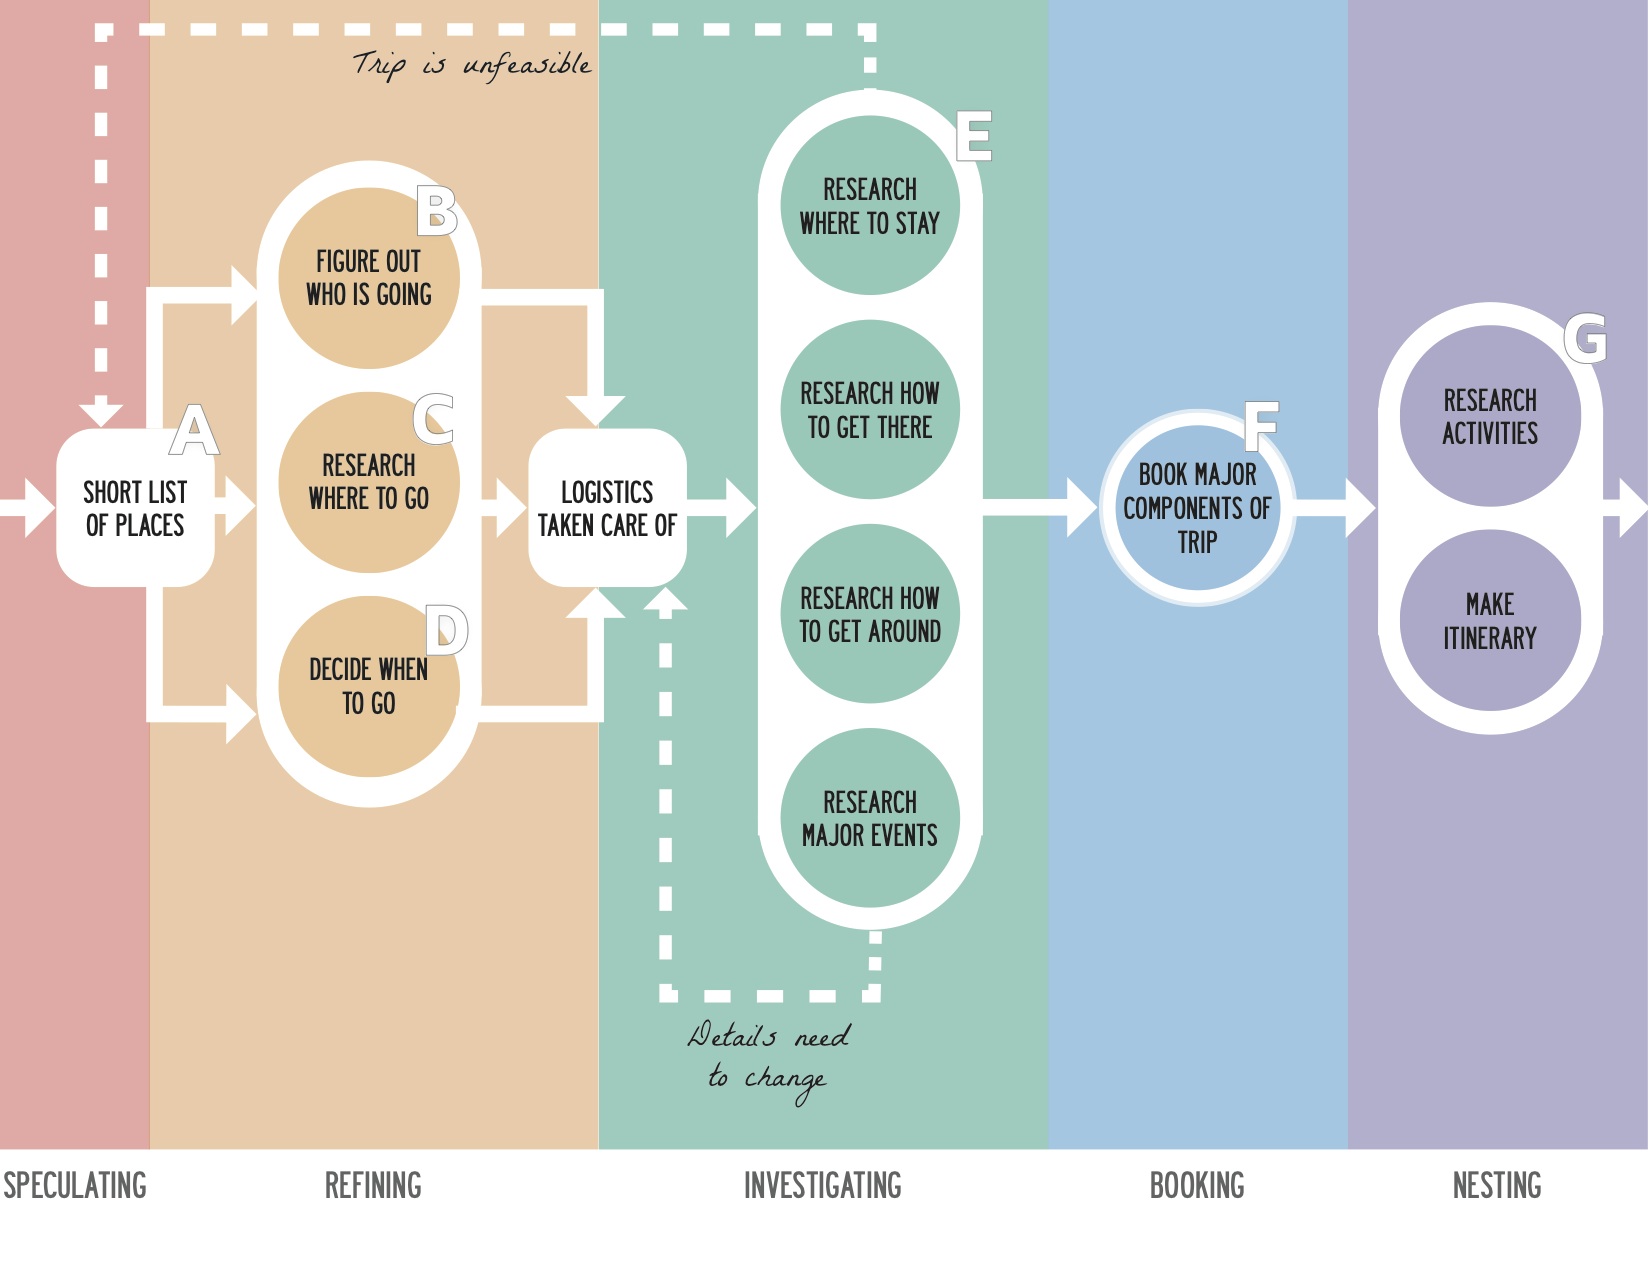 Trip is unfeasible
A
SHORT LIST
OF PLACES
B
FIGURE OUT
WHO IS GOING
C
RESEARCH
WHERE TO GO
D
DECIDE WHEN
TO GO
LOGISTICS
TAKEN CARE OF
E
RESEARCH
WHERE TO STAY
RESEARCH HOW
TO GET THERE
RESEARCH HOW
TO GET AROUND
RESEARCH
MAJOR EVENTS
Details need
to change
F
BOOK MAJOR
COMPONENTS OF
TRIP
G
RESEARCH
ACTIVITIES
MAKE
ITINERARY
SPECULATING
REFINING
INVESTIGATING
BOOKING
NESTING